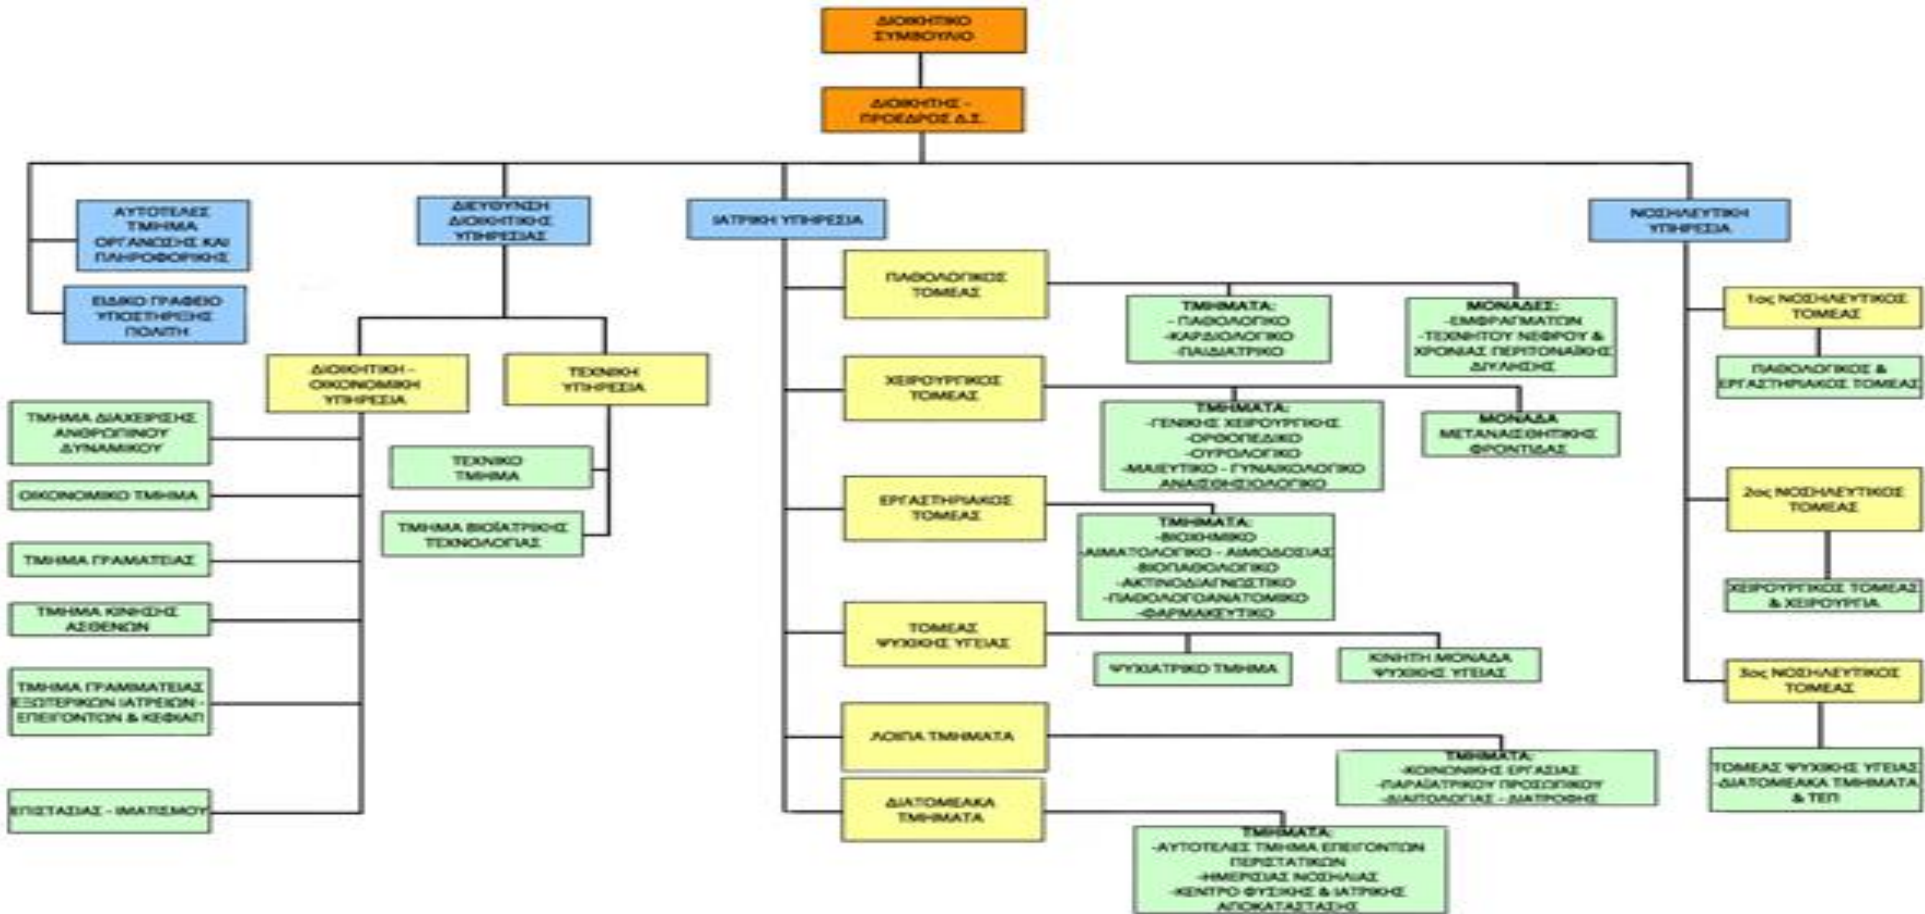 ΔΙΟΙΚΗΤΙΚΟ
ΣΥΜΒΟΥΛΙΟ
ΔΙΟΙΚΗΤΗΣ -
ΠΡΟΕΔΡΟΣ Δ.Σ.
ΑΥΤΟΤΕΛΕΣ
ΤΜΗΜΑ
ΟΡΓΑΝΩΣΗΣ ΚΑΙ
ΠΛΗΡΟΦΟΡΙΚΗΣ
ΕΙΔΙΚΟ ΓΡΑΦΕΙΟ
ΥΠΟΣΤΗΡΙΞΗΣ
ΠΟΛΙΤΗ
ΔΙΕΥΘΥΝΣΗ
ΔΙΟΙΚΗΤΙΚΗΣ
ΥΠΗΡΕΣΙΑΣ
ΔΙΟΙΚΗΤΙΚΗ -
ΟΙΚΟΝΟΜΙΚΗ
ΥΠΗΡΕΣΙΑ
ΤΜΗΜΑ ΔΙΑΧΕΙΡΙΣΗΣ
ΑΝΘΡΩΠΙΝΟΥ
ΔΥΝΑΜΙΚΟΥ
ΟΙΚΟΝΟΜΙΚΟ ΤΜΗΜΑ
ΤΜΗΜΑ ΓΡΑΜΑΤΕΙΑΣ
ΤΜΗΜΑ ΚΙΝΗΣΗΣ
ΑΣΘΕΝΩΝ
ΤΜΗΜΑ ΓΡΑΜΜΑΤΕΙΑΣ
ΕΞΩΤΕΡΙΚΩΝ ΙΑΤΡΕΙΩΝ -
ΕΠΕΙΓΟΝΤΩΝ & ΚΕΦΙΑΠ
ΕΠΙΣΤΑΣΙΑΣ - ΙΜΑΤΙΣΜΟΥ
ΤΕΧΝΙΚΗ
ΥΠΗΡΕΣΙΑ
ΤΕΧΝΙΚΟ
ΤΜΗΜΑ
ΤΜΗΜΑ ΒΙΟΪΑΤΡΙΚΗΣ
ΤΕΧΝΟΛΟΓΙΑΣ
ΙΑΤΡΙΚΗ ΥΠΗΡΕΣΙΑ
ΠΑΘΟΛΟΓΙΚΟΣ
ΤΟΜΕΑΣ
ΤΜΗΜΑΤΑ:
- ΠΑΘΟΛΟΓΙΚΟ
-ΚΑΡΔΙΟΛΟΓΙΚΟ
-ΠΑΙΔΙΑΤΡΙΚΟ
ΜΟΝΑΔΕΣ:
-ΕΜΦΡΑΓΜΑΤΩΝ
-ΤΕΧΝΗΤΟΥ ΝΕΦΡΟΥ &
ΧΡΟΝΙΑΣ ΠΕΡΙΤΟΝΑΪΚΗΣ
ΔΙΥΛΗΣΗΣ
ΧΕΙΡΟΥΡΓΙΚΟΣ
ΤΟΜΕΑΣ
ΤΜΗΜΑΤΑ:
-ΓΕΝΙΚΗΣ ΧΕΙΡΟΥΡΓΙΚΗΣ
-ΟΡΘΟΠΕΔΙΚΟ
-ΟΥΡΟΛΟΓΙΚΟ
-ΜΑΙΕΥΤΙΚΟ - ΓΥΝΑΙΚΟΛΟΓΙΚΟ
ΑΝΑΙΣΘΗΣΙΟΛΟΓΙΚΟ
ΜΟΝΑΔΑ
ΜΕΤΑΝΑΙΣΘΗΤΙΚΗΣ
ΦΡΟΝΤΙΔΑΣ
ΕΡΓΑΣΤΗΡΙΑΚΟΣ
ΤΟΜΕΑΣ
ΤΜΗΜΑΤΑ:
-ΒΙΟΧΗΜΙΚΟ
-ΑΙΜΑΤΟΛΟΓΙΚΟ - ΑΙΜΟΔΟΣΙΑΣ
-ΒΙΟΠΑΘΟΛΟΓΙΚΟ
-ΑΚΤΙΝΟΔΙΑΓΝΩΣΤΙΚΟ
-ΠΑΘΟΛΟΓΟΑΝΑΤΟΜΙΚΟ
-ΦΑΡΜΑΚΕΥΤΙΚΟ
ΤΟΜΕΑΣ
ΨΥΧΙΚΗΣ ΥΓΕΙΑΣ
ΨΥΧΙΑΤΡΙΚΟ ΤΜΗΜΑ
ΚΙΝΗΤΗ ΜΟΝΑΔΑ
ΨΥΧΙΚΗΣ ΥΓΕΙΑΣ
ΛΟΙΠΑ ΤΜΗΜΑΤΑ
ΤΜΗΜΑΤΑ:
-ΚΟΙΝΩΝΙΚΗΣ ΕΡΓΑΣΙΑΣ
-ΠΑΡΑΪΑΤΡΙΚΟΥ ΠΡΟΣΩΠΙΚΟΥ
-ΔΙΑΙΤΟΛΟΓΙΑΣ - ΔΙΑΤΡΟΦΗΣ
ΔΙΑΤΟΜΕΑΚΑ
ΤΜΗΜΑΤΑ
ΤΜΗΜΑΤΑ:
-ΑΥΤΟΤΕΛΕΣ ΤΜΗΜΑ ΕΠΕΙΓΟΝΤΩΝ
ΠΕΡΙΣΤΑΤΙΚΩΝ
-ΗΜΕΡΙΣΙΑΣ ΝΟΣΗΛΙΑΣ
-ΚΕΝΤΡΟ ΦΥΣΙΚΗΣ & ΙΑΤΡΙΚΗΣ
ΑΠΟΚΑΤΑΣΤΑΣΗΣ
ΝΟΣΗΛΕΥΤΙΚΗ
ΥΠΗΡΕΣΙΑ
1ος ΝΟΣΗΛΕΥΤΙΚΟΣ
ΤΟΜΕΑΣ
ΠΑΘΟΛΟΓΙΚΟΣ &
ΕΡΓΑΣΤΗΡΙΑΚΟΣ ΤΟΜΕΑΣ
2ος ΝΟΣΗΛΕΥΤΙΚΟΣ
ΤΟΜΕΑΣ
ΧΕΙΡΟΥΡΓΙΚΟΣ ΤΟΜΕΑΣ
& ΧΕΙΡΟΥΡΓΙΑ
3ος ΝΟΣΗΛΕΥΤΙΚΟΣ
ΤΟΜΕΑΣ
ΤΟΜΕΑΣ ΨΥΧΙΚΗΣ ΥΓΕΙΑΣ
-ΔΙΑΤΟΜΕΑΚΑ ΤΜΗΜΑΤΑ
& ΤΕΠ